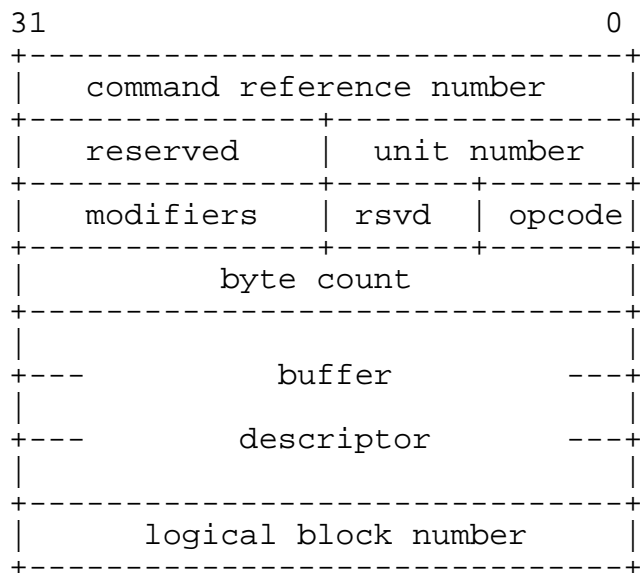 31 0
+-------------------------------+
| command reference number |
+---------------+---------------+
| reserved | unit number |
+---------------+-------+-------+
| modifiers | rsvd | opcode|
+---------------+-------+-------+
| byte count |
+-------------------------------+
| |
+--- buffer ---+
| |
+--- descriptor ---+
| |
+-------------------------------+
| logical block number |
+-------------------------------+